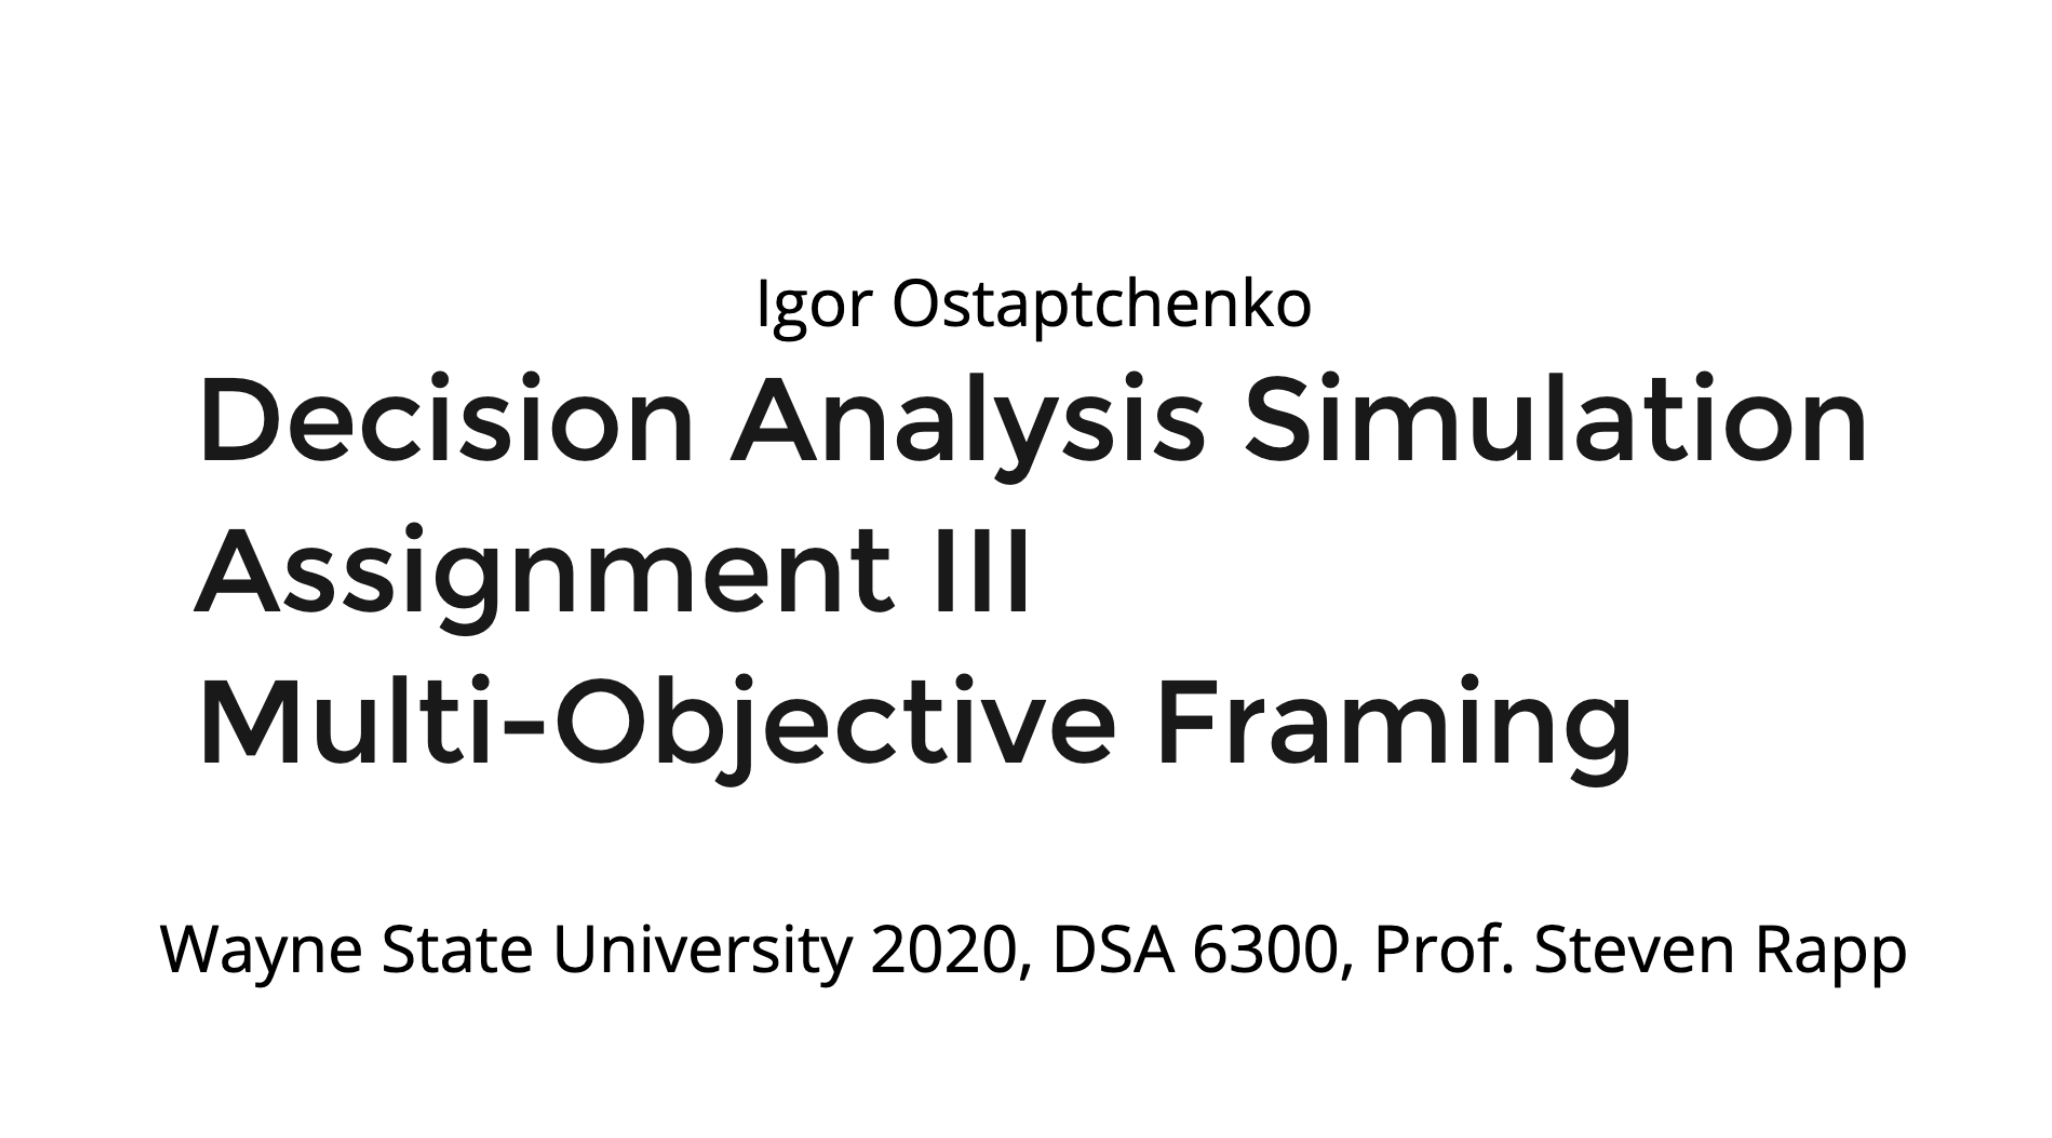 Igor Ostaptchenko
Decision Analysis Simulation
Assignment III
Multi-Objective Framing
Wayne State University 2020, DSA 6300, Prof. Steven Rapp